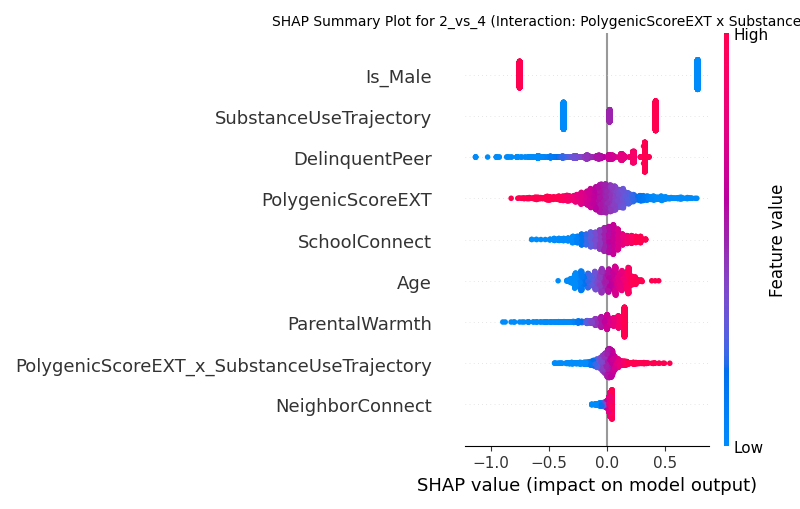 SHAP Summary Plot for 2_vs_4 (Interaction: PolygenicScoreEXT x Substance
High
Is_Male
SubstanceUseTrajectory
DelinquentPeer
PolygenicScoreEXT
SchoolConnect
Age
ParentalWarmth
PolygenicScoreEXT_x_SubstanceUseTrajectory
NeighborConnect
Feature value
Low
−1.0 −0.5 0.0 0.5
SHAP value (impact on model output)